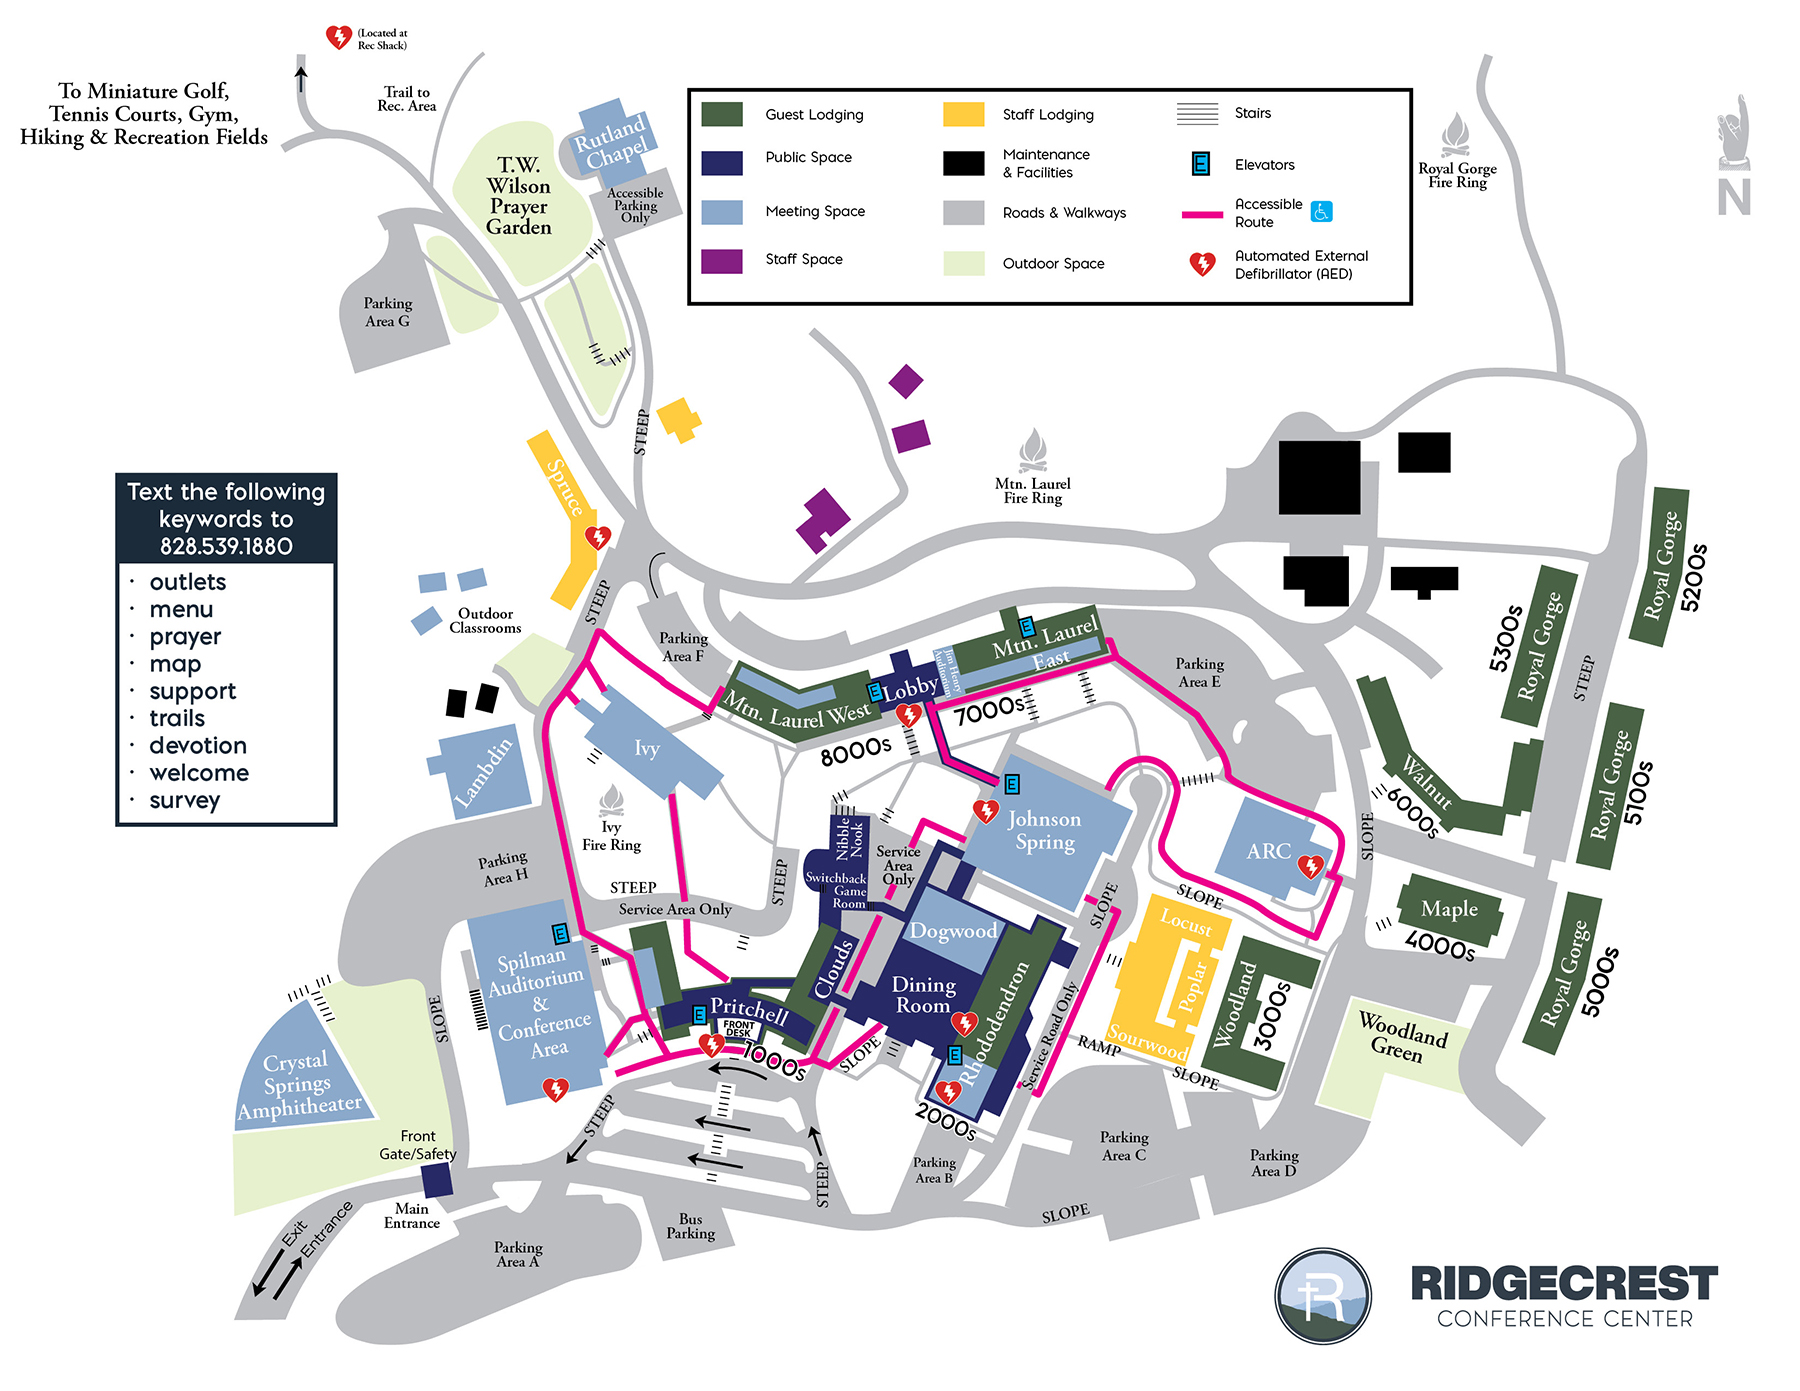 (Located at
Rec Shack)
To Miniature Golf,
Tennis Courts, Gym,
Hiking & Recreation Fields
Trail to
Rec. Area
T.W.
Wilson
Prayer
Garden
Rutland
Chapel
Accessible
Parking
Only
Parking
Area G
Guest Lodging
Public Space
Meeting Space
Staff Space
Staff Lodging
Maintenance
& Facilities
Roads & Walkways
Outdoor Space
Stairs
E
Elevators
Accessible
Route
Automated External
Defibrillator (AED)
Royal Gorge
Fire Ring
N
STEEP
Spruce
Mtn. Laurel
Fire Ring
Text the following
keywords to
828.539.1880
· outlets
· menu
· prayer
· map
· support
· trails
· devotion
· welcome
· survey
Outdoor
Classrooms
STEEP
Parking
Area F
Mtn. Laurel West
8000s
E
Lobby
Jim Henry
Auditorium
E
Mtn. Laurel
East
7000s
Parking
Area E
Royal Gorge
5200s
Royal Gorge
5300s
STEEP
Royal Gorge
5100s
Royal Gorge
5000s
Walnut
6000s
SLOPE
Maple
4000s
Lambdin
Ivy
Ivy
Fire Ring
Parking
Area H
STEEP
Service Area Only
STEEP
Nibble
Nook
Switchback
Game
Room
Service
Area
Only
E
Johnson
Spring
ARC
SLOPE
SLOPE
Dogwood
Dining
Room
Clouds
Rhododendron
E
2000s
Service Road Only
Locust
Poplar
Sourwood
Woodland
3000s
Woodland
Green
RAMP
SLOPE
E
Spilman
Auditorium
&
Conference
Area
SLOPE
E
Pritchell
FRONT
DESK
1000s
SLOPE
Crystal
Springs
Amphitheater
Front
Gate/Safety
Main
Entrance
Exit
Entrance
STEEP
STEEP
Parking
Area A
Bus
Parking
Parking
Area B
Parking
Area C
Parking
Area D
SLOPE
R
RIDGECREST
CONFERENCE CENTER